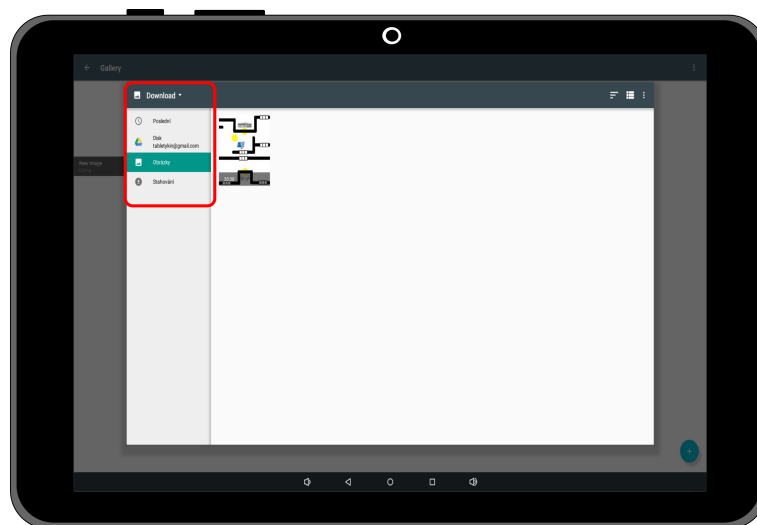 Gallery
Download
Poslední
Disk
tabletykin@gmail.com
New Image
Obrázky
Stahování